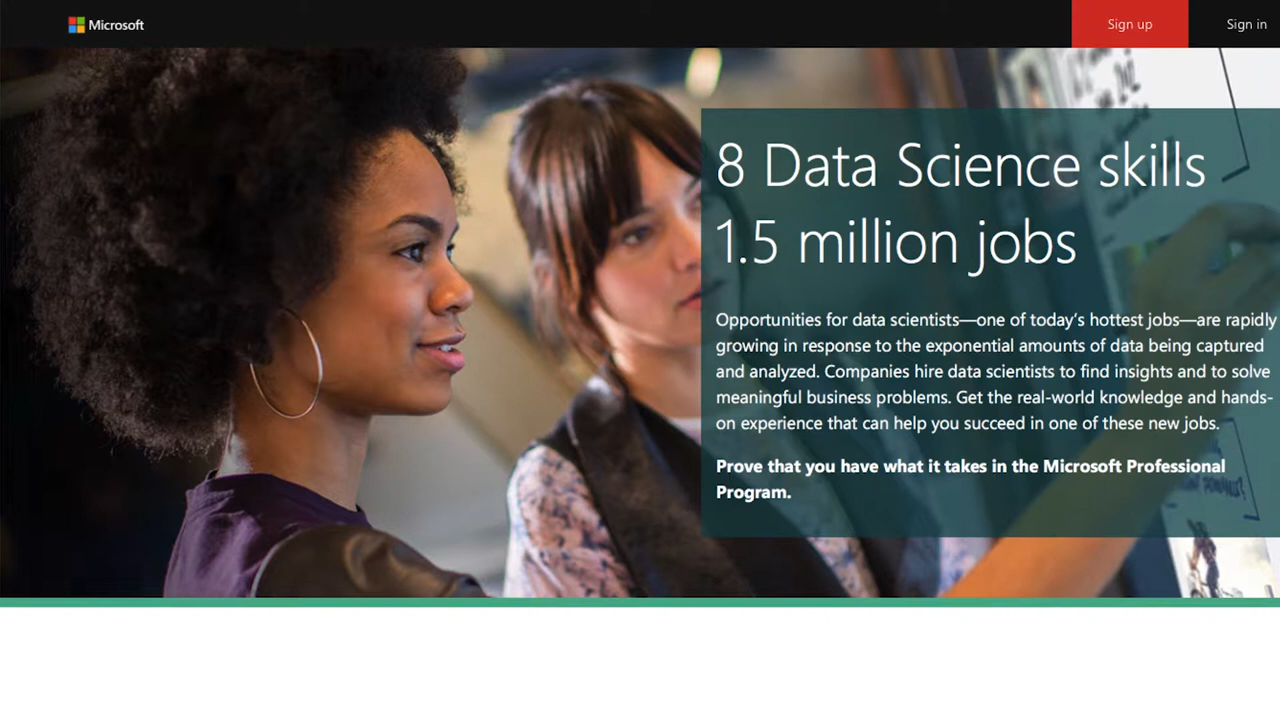 Microsoft
Sign up
Sign in
8 Data Science skills
1.5 million jobs
Opportunities for data scientists—one of today's hottest jobs—are rapidly
growing in response to the exponential amounts of data being captured
and analyzed. Companies hire data scientists to find insights and to solve
meaningful business problems. Get the real-world knowledge and hands-
on experience that can help you succeed in one of these new jobs.
Prove that you have what it takes in the Microsoft Professional
Program.